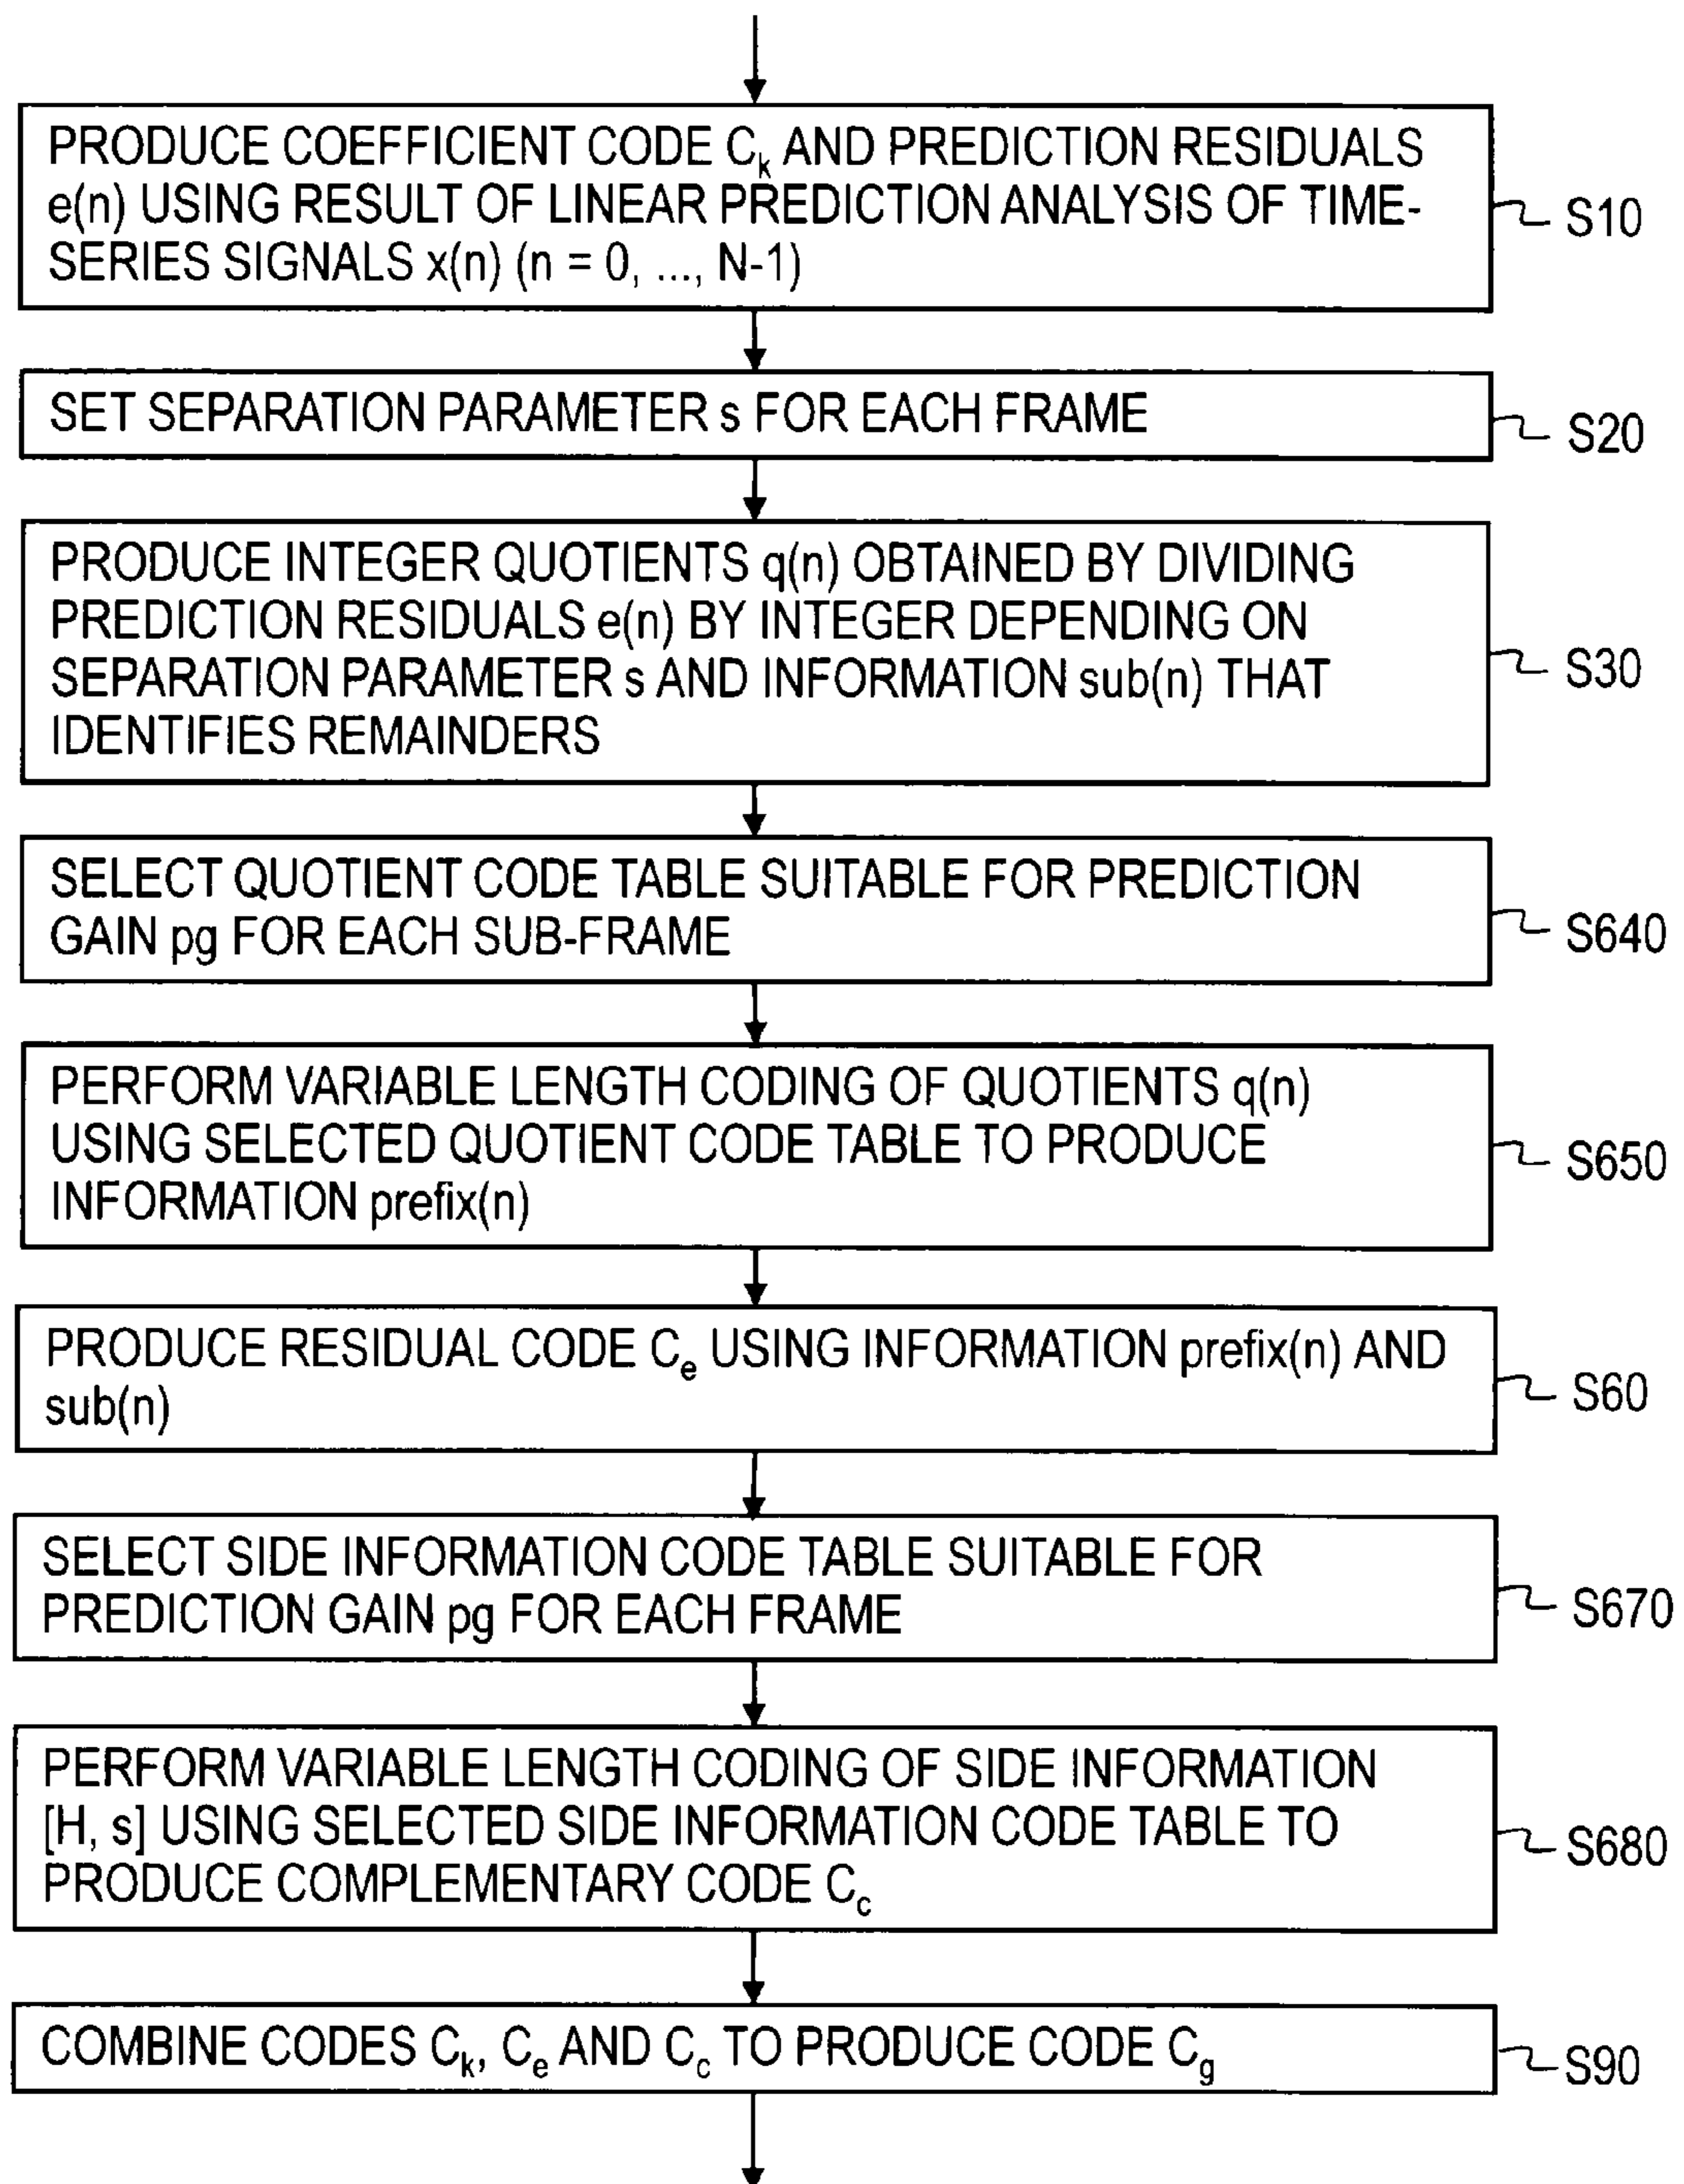 PRODUCE COEFFICIENT CODE Ck AND PREDICTION RESIDUALS
e(n) USING RESULT OF LINEAR PREDICTION ANALYSIS OF TIME-
SERIES SIGNALS x(n) (n = 0, ..., N-1)
S10
SET SEPARATION PARAMETER s FOR EACH FRAME
S20
PRODUCE INTEGER QUOTIENTS q(n) OBTAINED BY DIVIDING
PREDICTION RESIDUALS e(n) BY INTEGER DEPENDING ON
SEPARATION PARAMETER s AND INFORMATION sub(n) THAT
IDENTIFIES REMAINDERS
S30
SELECT QUOTIENT CODE TABLE SUITABLE FOR PREDICTION
GAIN pg FOR EACH SUB-FRAME
S640
PERFORM VARIABLE LENGTH CODING OF QUOTIENTS q(n)
USING SELECTED QUOTIENT CODE TABLE TO PRODUCE
INFORMATION prefix(n)
S650
PRODUCE RESIDUAL CODE Ce USING INFORMATION prefix(n) AND
sub(n)
S60
SELECT SIDE INFORMATION CODE TABLE SUITABLE FOR
PREDICTION GAIN pg FOR EACH FRAME
S670
PERFORM VARIABLE LENGTH CODING OF SIDE INFORMATION
[H, s] USING SELECTED SIDE INFORMATION CODE TABLE TO
PRODUCE COMPLEMENTARY CODE Cc
S680
COMBINE CODES Ck, Ce AND Cc TO PRODUCE CODE Cg
S90